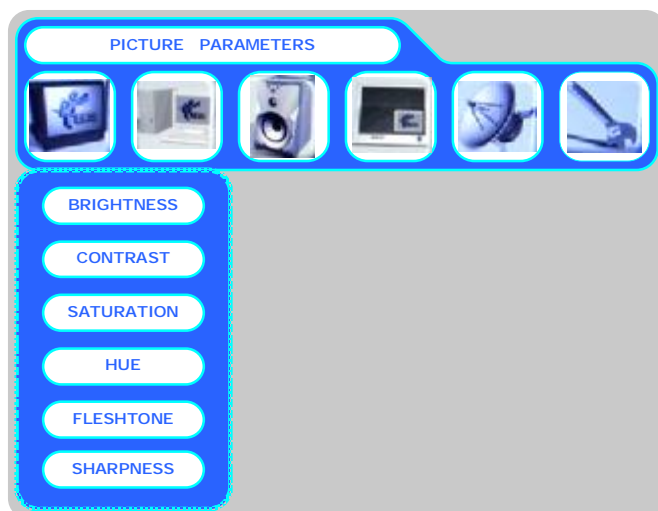 PICTURE PARAMETERS
BRIGHTNESS
CONTRAST
SATURATION
HUE
FLESHTONE
SHARPNESS